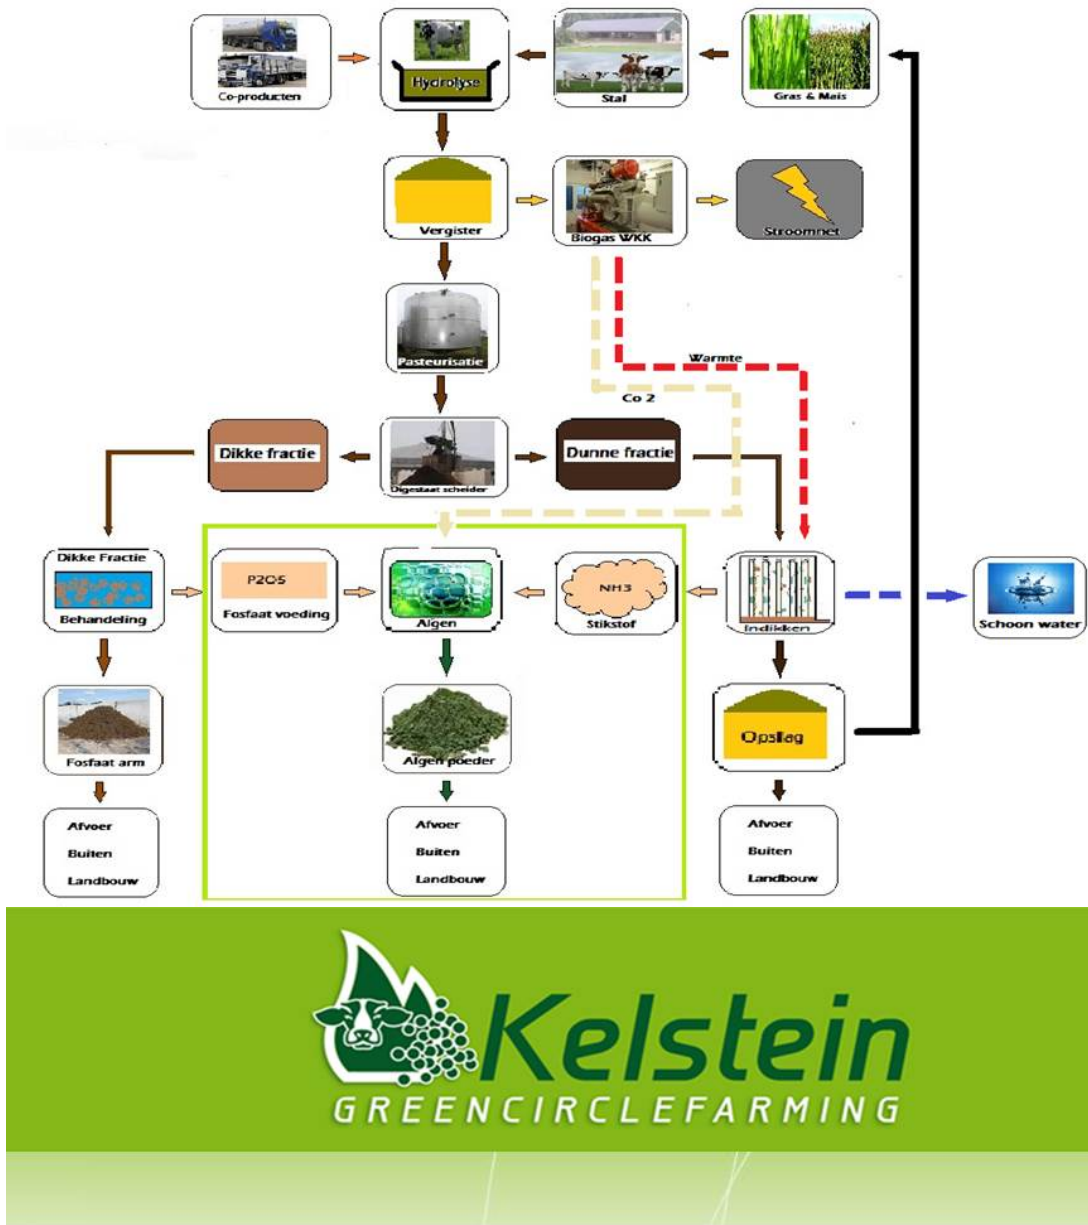 Co-producten
Hydrolyse
Stal
Gras & Mais
Vergister
Biogas WKK
Stroomnet
Pasteurisatie
Warmte
Co 2
Dikke fractie
Digestaat scheider
Dunne fractie
Dikke Fractie
Behandeling
P2O5
Fosfaat voeding
Algen
NH3
Stikstof
Indikken
Schoon water
Fosfaat arm
Algen poeder
Opslag
Afvoer
Buiten
Landbouw
Afvoer
Buiten
Landbouw
Afvoer
Buiten
Landbouw
Kelstein
GREENCIRCLEFARMING